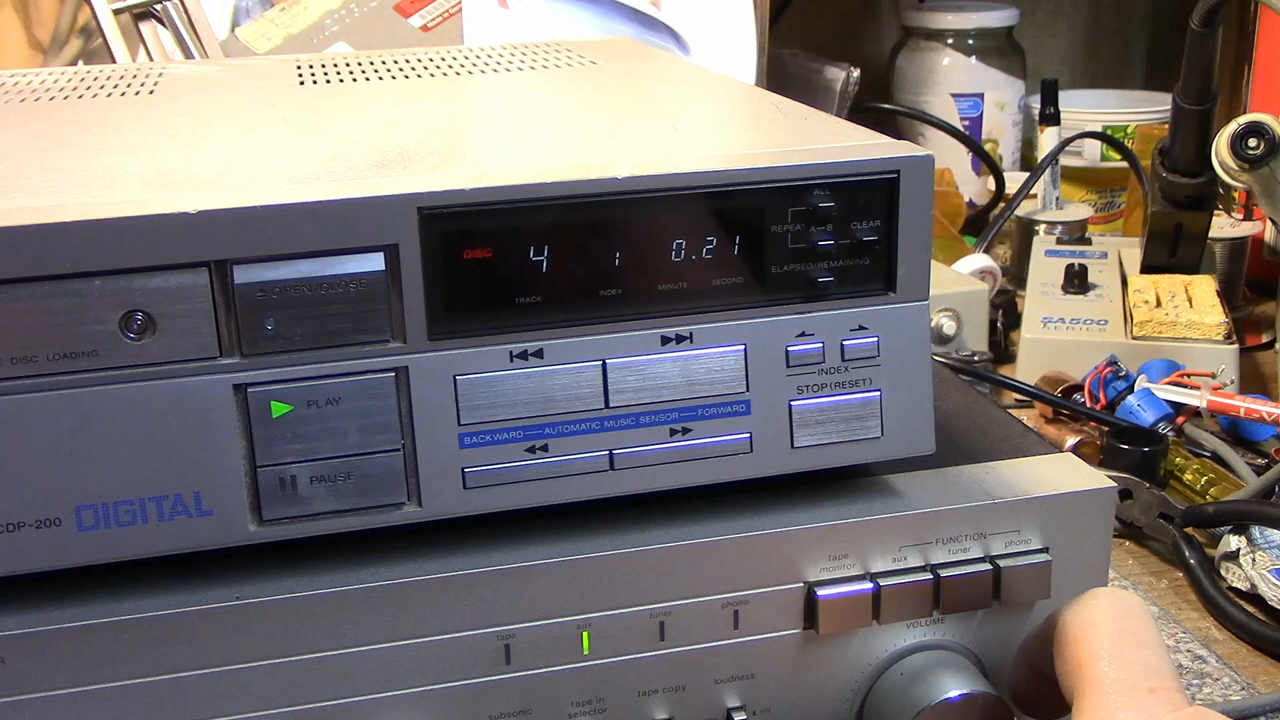 ALL
REPEAT A↔B CLEAR
DISC 4 1 0.21
ELAPSED/REMAINING
TRACK INDEX MINUTE SECOND
OPEN/CLOSE
DISC LOADING
INDEX
STOP(RESET)
PLAY
BACKWARD—AUTOMATIC MUSIC SENSOR—FORWARD
PAUSE
CDP-200 DIGITAL
SA500
SERIES
Butter
FUNCTION
tape
monitor
aux
tuner
phono
VOLUME
tape
aux
tuner
phono
loudness
tape copy
tape in
selector
subsonic
off